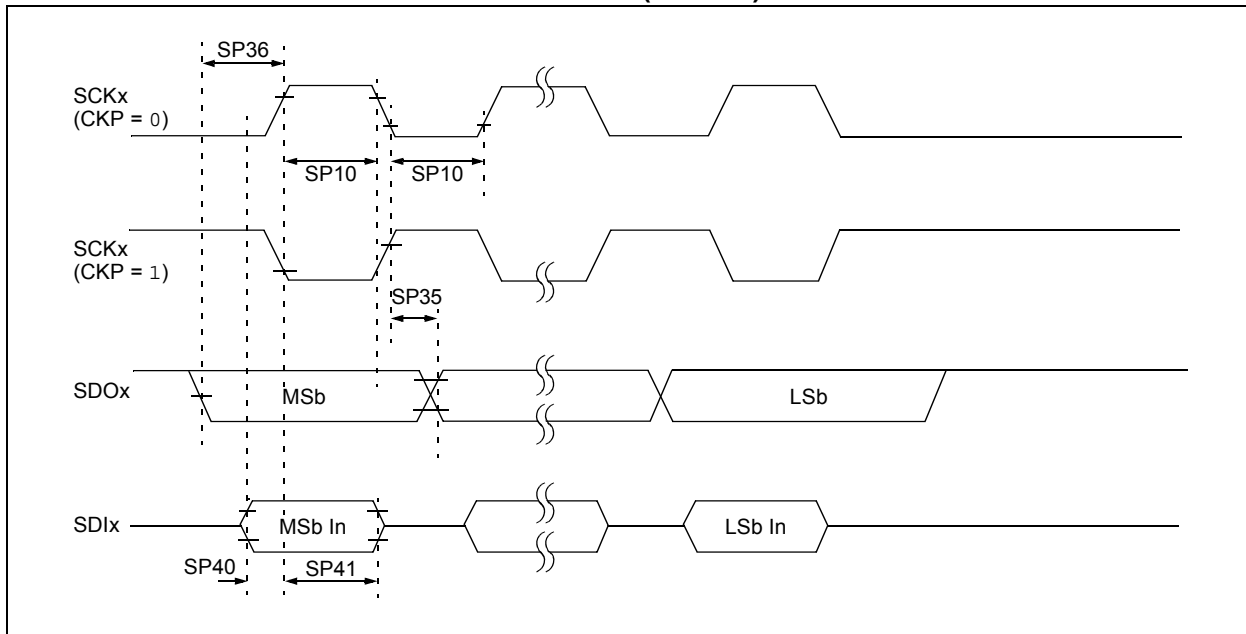 SP36
SCKx
(CKP = 0)
SP10
SP10
SCKx
(CKP = 1)
SP35
SDOx
MSb
LSb
SDIx
MSb In
LSb In
SP40
SP41